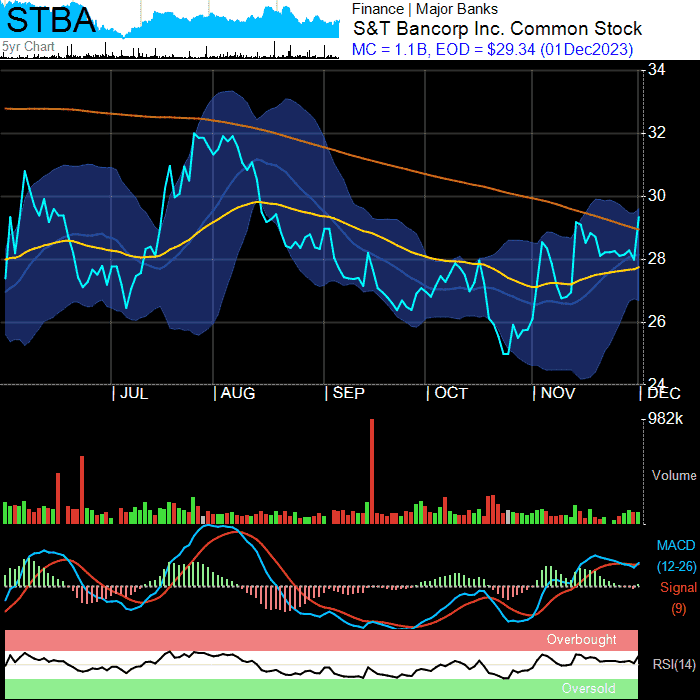 STBA
5yr Chart
Finance | Major Banks
S&T Bancorp Inc. Common Stock
MC = 1.1B, EOD = $29.34 (01Dec2023)
34
32
30
28
26
24
JUL AUG SEP OCT NOV DEC
982k
Volume
MACD
(12-26)
Signal
(9)
Overbought
RSI(14)
Oversold